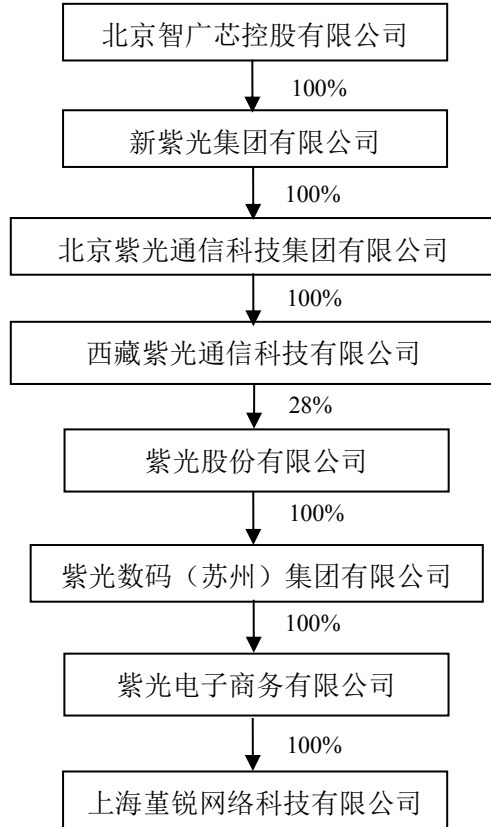 北京智广芯控股有限公司
100%
新紫光集团有限公司
100%
北京紫光通信科技集团有限公司
100%
西藏紫光通信科技有限公司
28%
紫光股份有限公司
100%
紫光数码（苏州）集团有限公司
100%
紫光电子商务有限公司
100%
上海堇锐网络科技有限公司